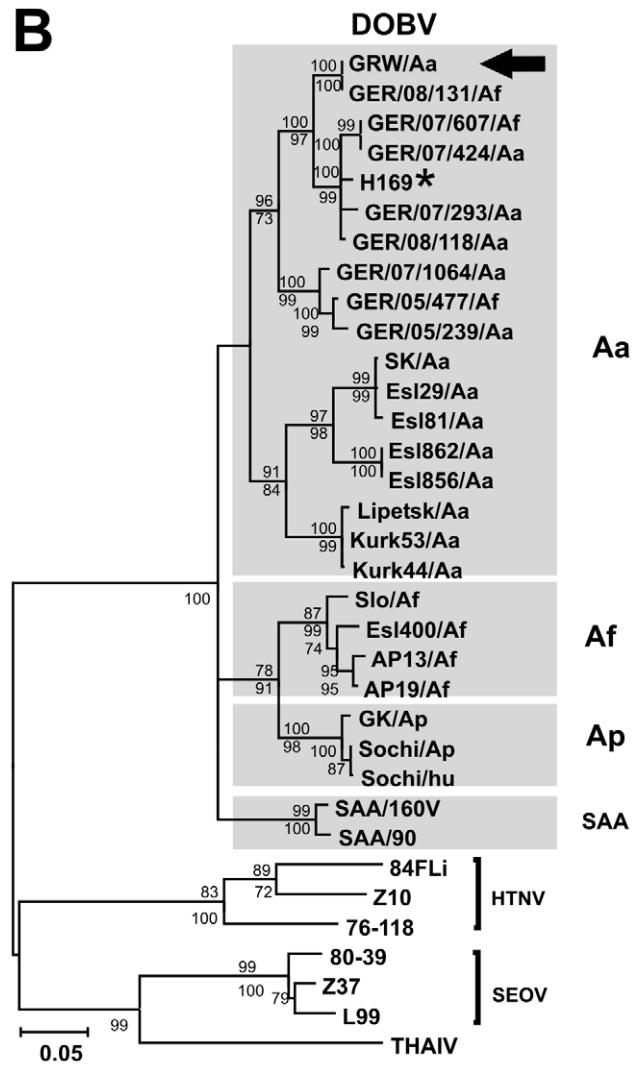 B
DOBV
100
GRW/Aa
100
GER/08/131/Af
100
97
99
GER/07/607/Af
100
GER/07/424/Aa
100
H169*
99
GER/07/293/Aa
GER/08/118/Aa
96
73
GER/07/1064/Aa
100
99
GER/05/477/Af
100
99
GER/05/239/Aa
Aa
SK/Aa
99
99
Esl29/Aa
Esl81/Aa
97
98
Esl862/Aa
100
100
Esl856/Aa
91
84
Lipetsk/Aa
100
99
Kurk53/Aa
Kurk44/Aa
100
Slo/Af
87
99
Esl400/Af
74
AP13/Af
95
95
AP19/Af
Af
78
91
GK/Ap
100
98
100
Sochi/Ap
87
Sochi/hu
Ap
SAA/160V
99
100
SAA/90
SAA
84FLi
89
72
Z10
83
100
76-118
HTNV
80-39
99
100
Z37
79
L99
SEOV
99
THAIV
0.05